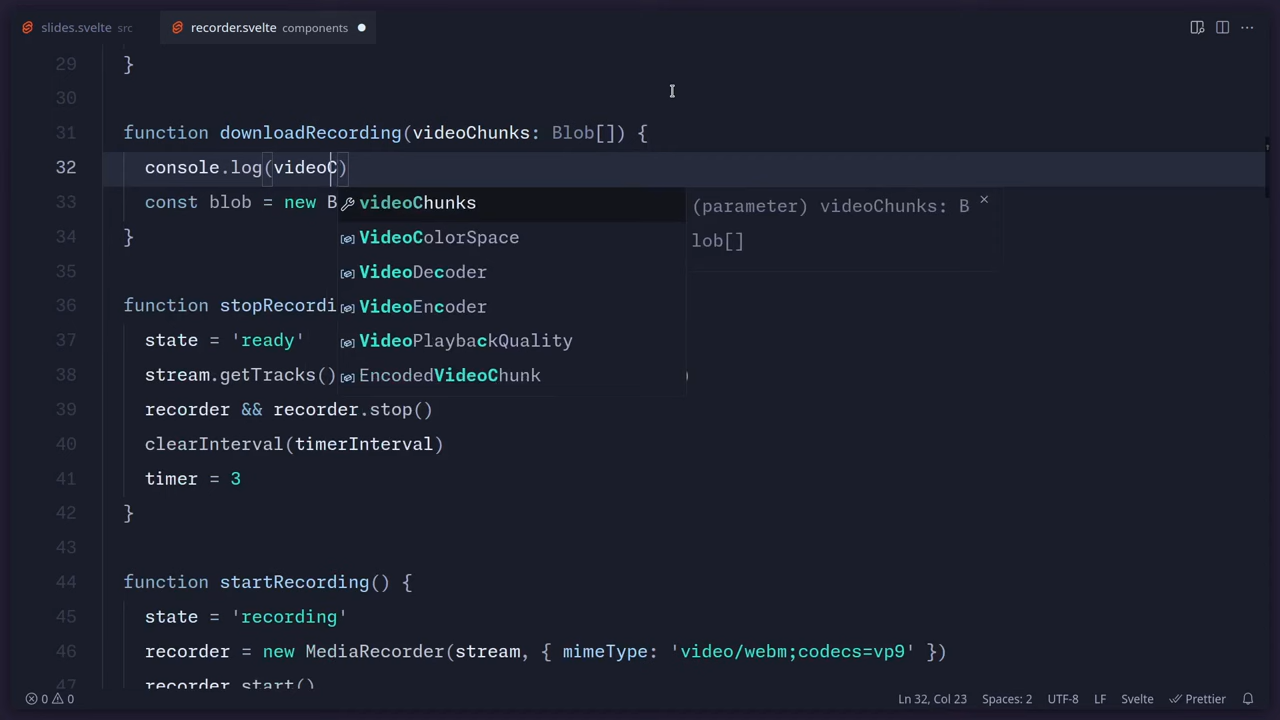 slides.svelte src
recorder.svelte components
29 }
30
31 function downloadRecording(videoChunks: Blob[]) {
32 console.log(videoC)
33 const blob = new B
videoChunks
(parameter) videoChunks: B
lob[]
34 }
VideoColorSpace
35
VideoDecoder
36 function stopRecordi
VideoEncoder
37 state = 'ready'
VideoPlaybackQuality
38 stream.getTracks()
EncodedVideoChunk
)
39 recorder && recorder.stop()
40 clearInterval(timerInterval)
41 timer = 3
42 }
43
44 function startRecording() {
45 state = 'recording'
46 recorder = new MediaRecorder(stream, { mimeType: 'video/webm;codecs=vp9' })
47 recorder.start()
0 0 Ln 32, Col 23 Spaces: 2 UTF-8 LF Svelte Prettier